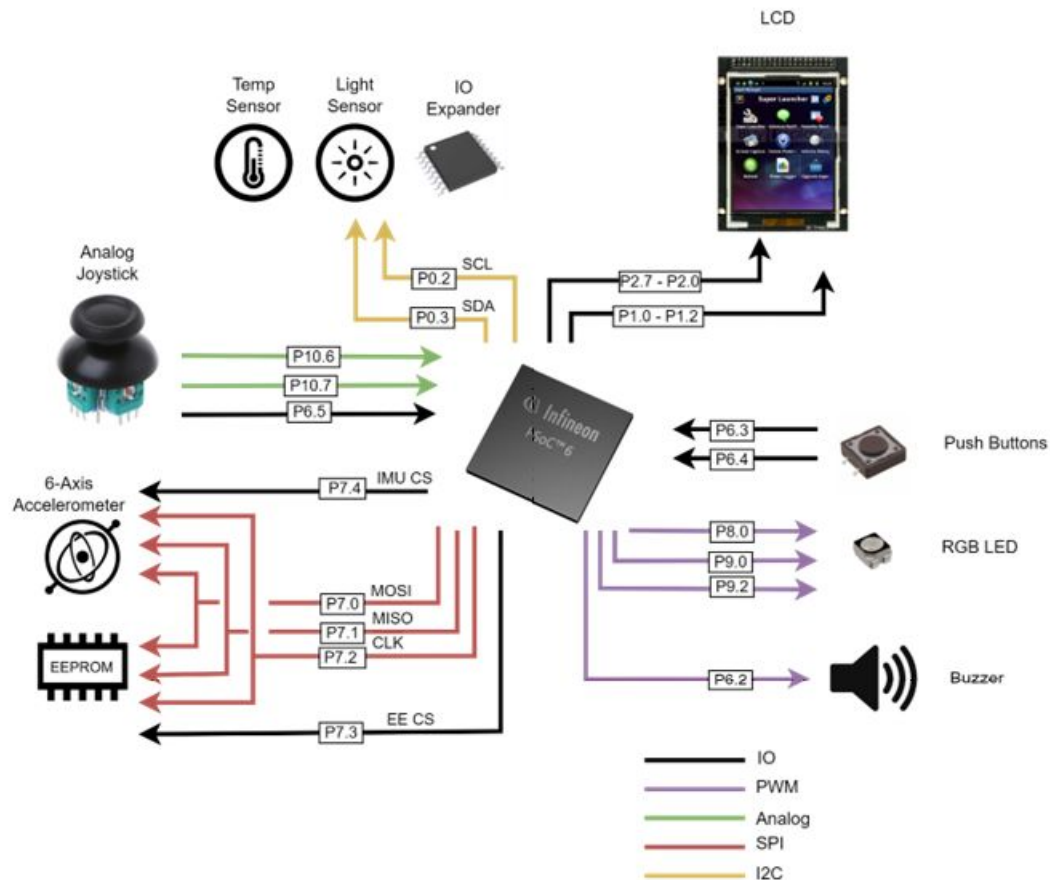 LCD
Temp
Sensor
Light
Sensor
IO
Expander
Super Launcher
Analog
Joystick
P0.2
SCL
P0.3
SDA
P2.7 - P2.0
P1.0 - P1.2
P10.6
P10.7
P6.5
Infineon
PSoC™ 6
P6.3
P6.4
Push Buttons
6-Axis
Accelerometer
P7.4
IMU CS
P8.0
P9.0
P9.2
RGB LED
P7.0
MOSI
P7.1
MISO
P7.2
CLK
EEPROM
P6.2
Buzzer
P7.3
EE CS
IO
PWM
Analog
SPI
I2C